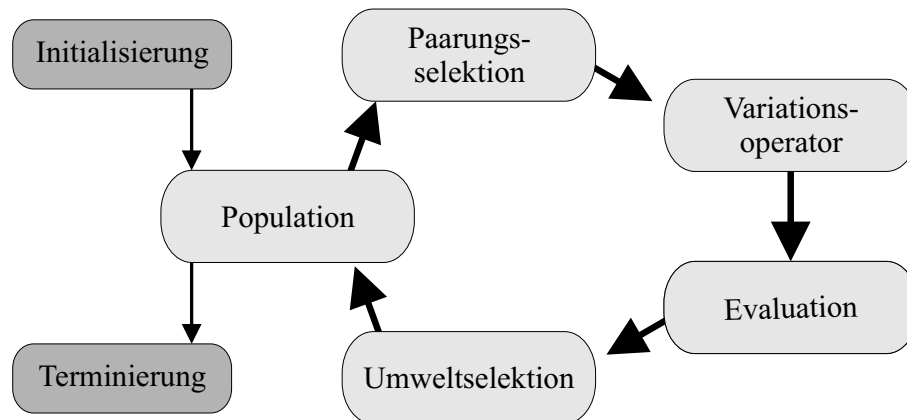 Initialisierung
Paarungs-
selektion
Variations-
operator
Population
Evaluation
Umweltselektion
Terminierung